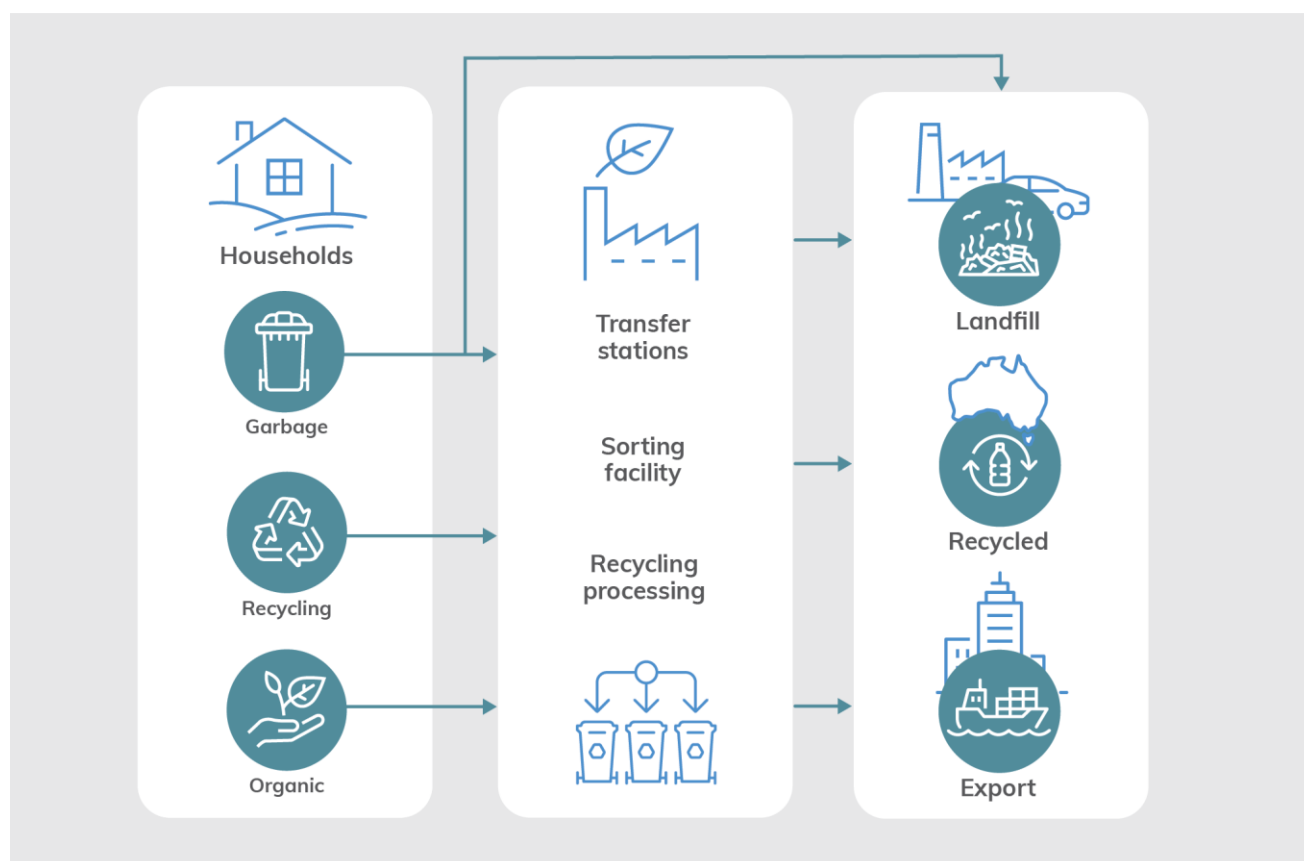 Households
Garbage
Recycling
Organic
Transfer
stations
Sorting
facility
Recycling
processing
Landfill
Recycled
Export